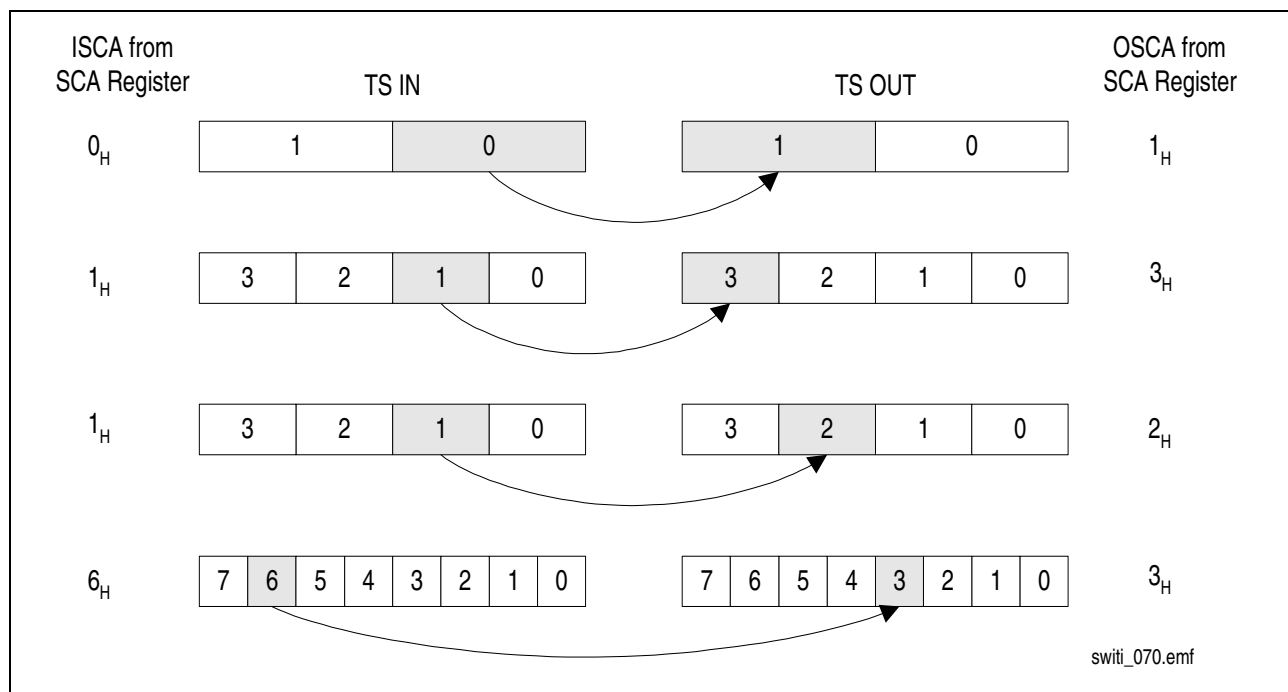 ISCA from OSCA from
SCA Register TS IN TS OUT SCA Register
0H 1 0 1 0 1H
1H 3 2 1 0 3 2 1 0 3H
1H 3 2 1 0 3 2 1 0 2H
6H 7 6 5 4 3 2 1 0 7 6 5 4 3 2 1 0 3H
switi_070.emf